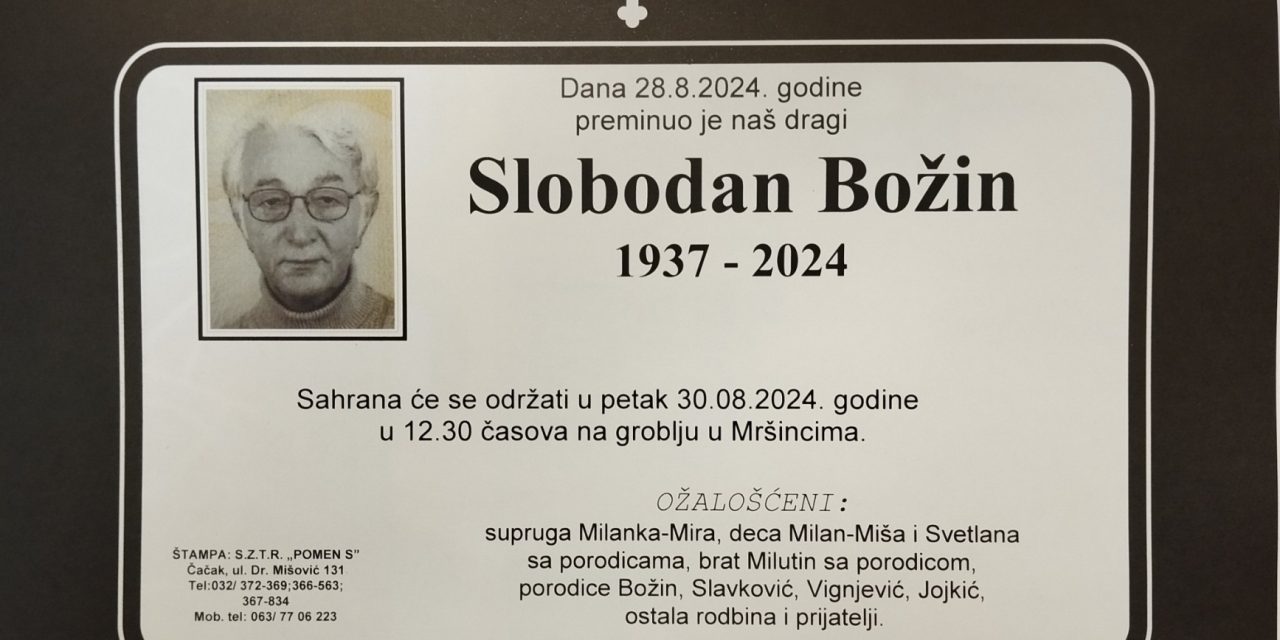 Dana 28.8.2024. godine
preminuo je naš dragi
Slobodan Božin
1937 - 2024
Sahrana će se održati u petak 30.08.2024. godine
u 12.30 časova na groblju u Mršincima.
OŽALOŠĆENI:
supruga Milanka-Mira, deca Milan-Miša i Svetlana
sa porodicama, brat Milutin sa porodicom,
porodice Božin, Slavković, Vignjević, Jojkić,
ostala rodbina i prijatelji.
ŠTAMPA: S.Z.T.R. „POMEN S”
Čačak, ul. Dr. Mišović 131
Tel:032/ 372-369;366-563;
367-834
Mob. tel: 063/ 77 06 223